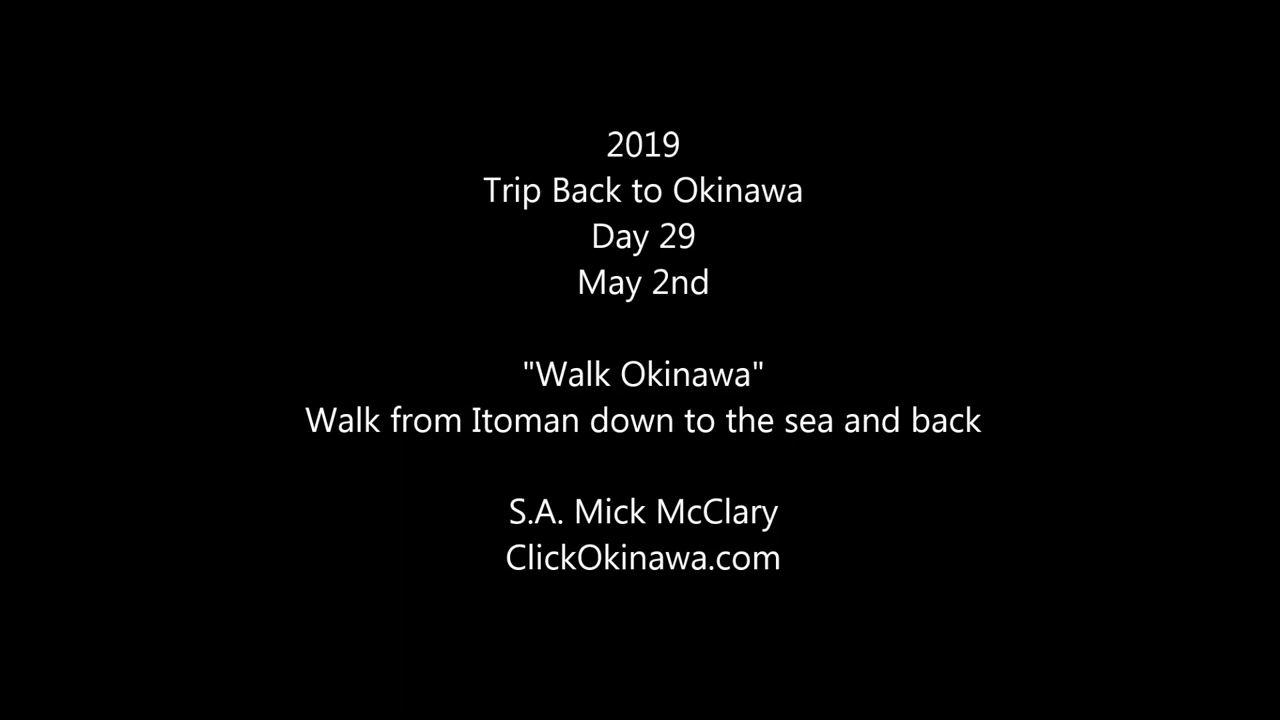 2019
Trip Back to Okinawa
Day 29
May 2nd
"Walk Okinawa"
Walk from Itoman down to the sea and back
S.A. Mick McClary
ClickOkinawa.com